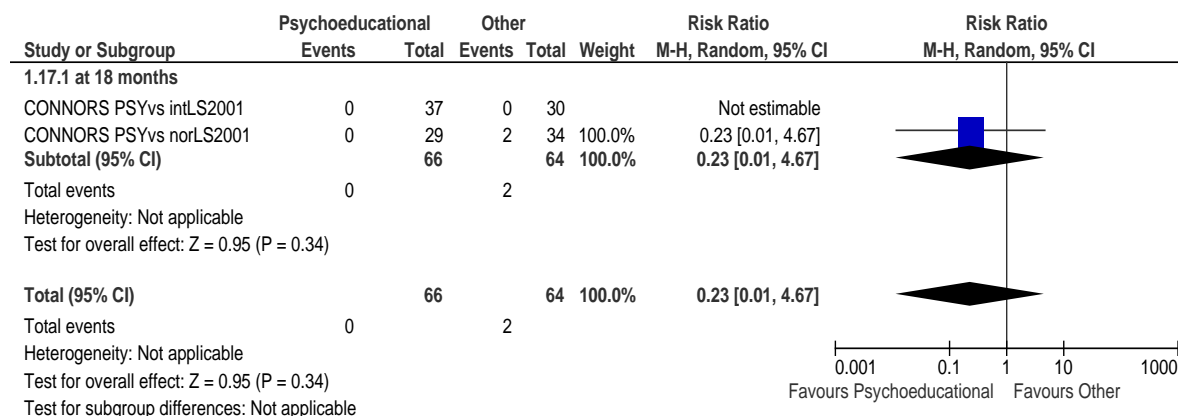 Psychoeducational Other Risk Ratio Risk Ratio
Study or Subgroup Events Total Events Total Weight M-H, Random, 95% CI M-H, Random, 95% CI
1.17.1 at 18 months
CONNORS PSYvs intLS2001 0 37 0 30 Not estimable
CONNORS PSYvs norLS2001 0 29 2 34 100.0% 0.23 [0.01, 4.67]
Subtotal (95% CI) 66 64 100.0% 0.23 [0.01, 4.67]
Total events 0 2
Heterogeneity: Not applicable
Test for overall effect: Z = 0.95 (P = 0.34)
Total (95% CI) 66 64 100.0% 0.23 [0.01, 4.67]
Total events 0 2
Heterogeneity: Not applicable
Test for overall effect: Z = 0.95 (P = 0.34)
Test for subgroup differences: Not applicable
0.001 0.1 1 10 1000
Favours Psychoeducational Favours Other